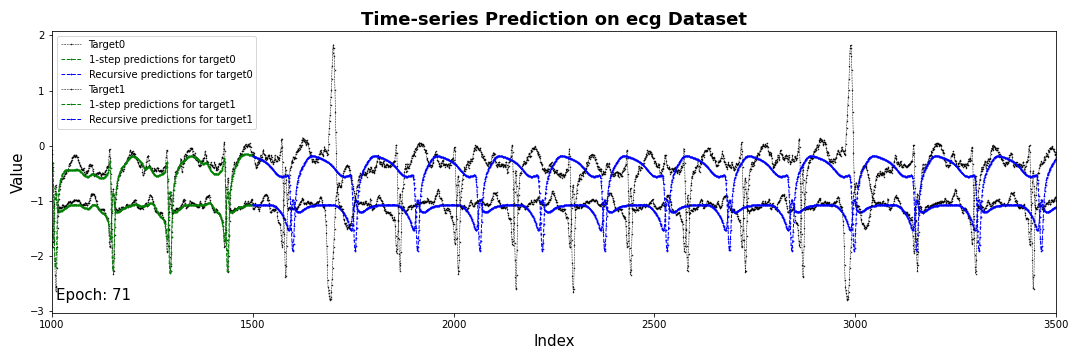 Time-series Prediction on ecg Dataset
Target0
1-step predictions for target0
Recursive predictions for target0
Target1
1-step predictions for target1
Recursive predictions for target1
Value
2
1
0
−1
−2
−3
Epoch: 71
1000 1500 2000 2500 3000 3500
Index